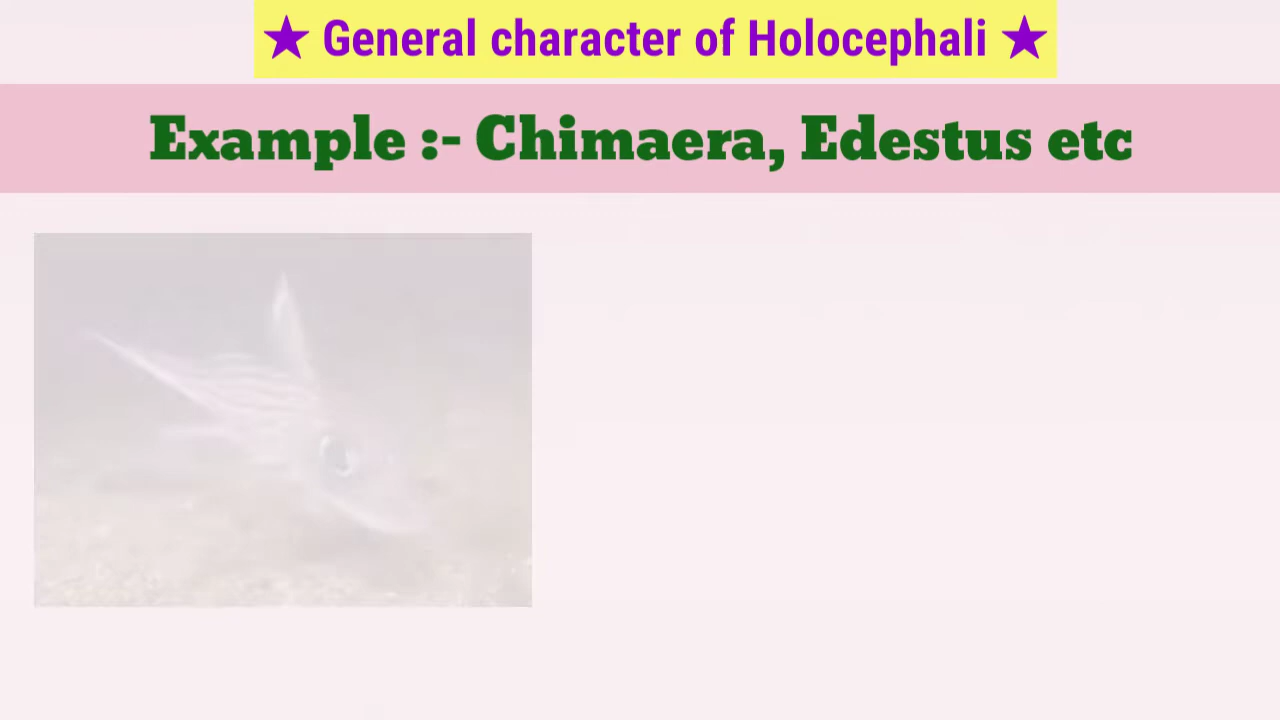 ★ General character of Holocephali ★
Example :- Chimaera, Edestus etc